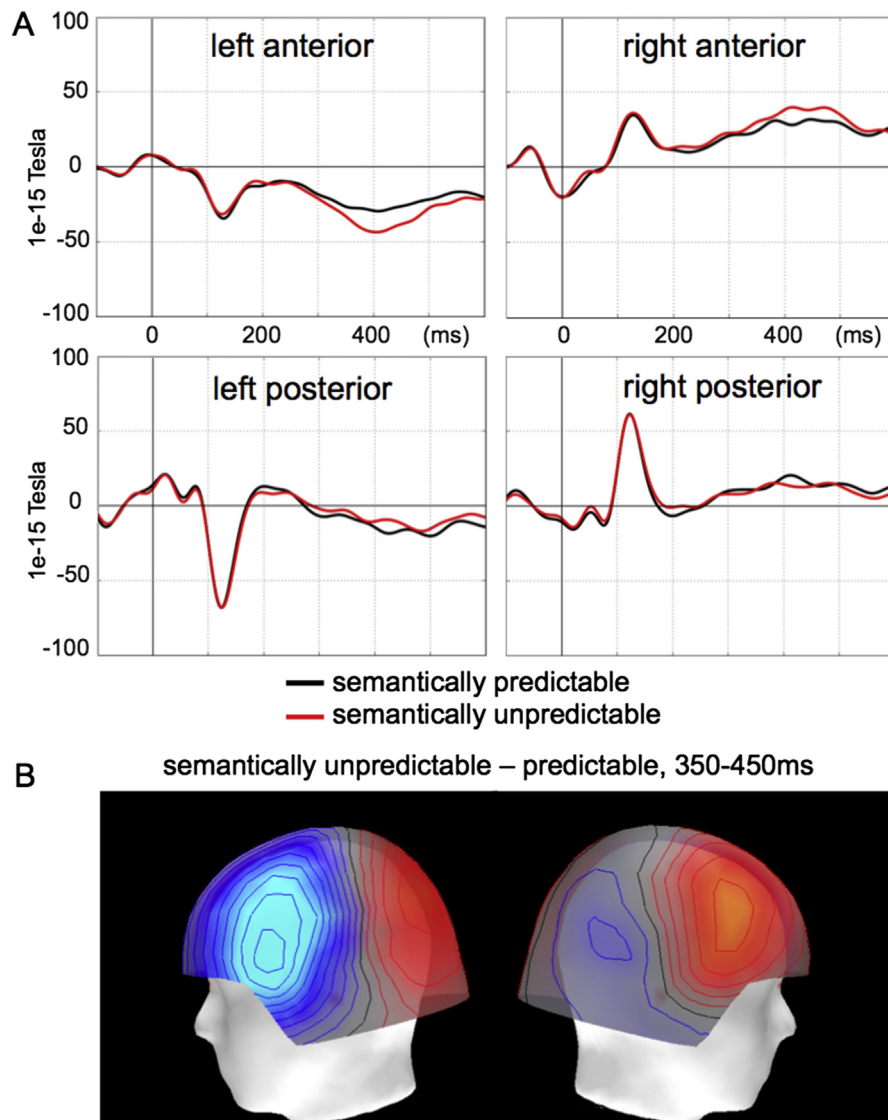 A
left anterior
right anterior
100
50
0
-50
-100
1e-15 Tesla
0 200 400 (ms)
0 200 400 (ms)
left posterior
right posterior
100
50
0
-50
-100
1e-15 Tesla
semantically predictable
semantically unpredictable
B
semantically unpredictable – predictable, 350-450ms